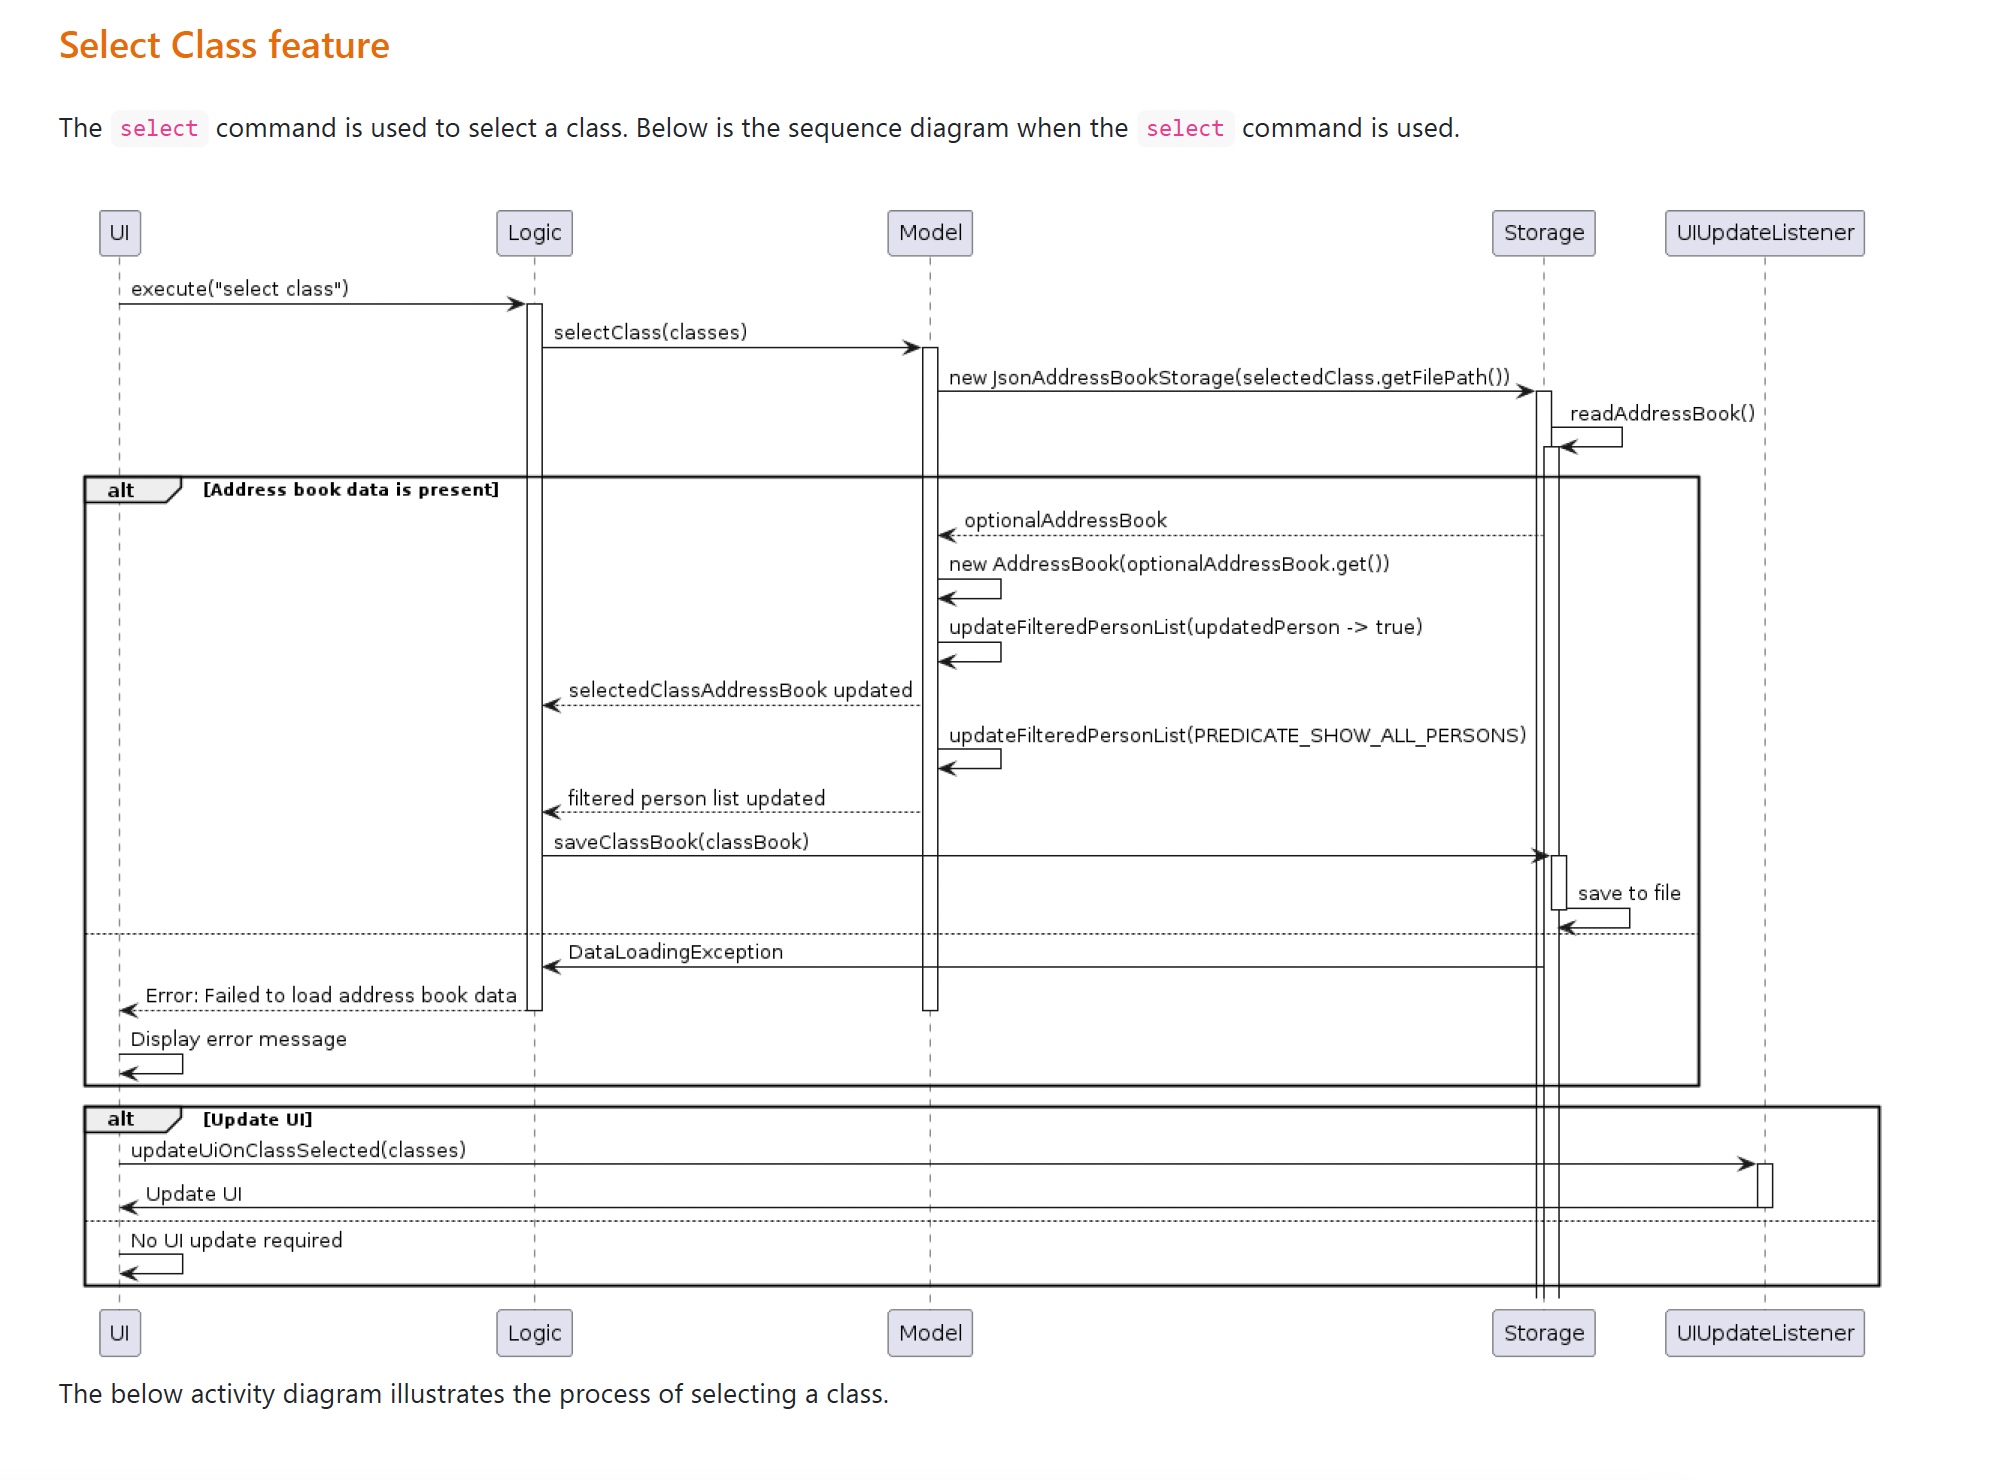 Select Class feature
The select command is used to select a class. Below is the sequence diagram when the select command is used.
UI Logic Model Storage UIUpdateListener
execute("select class")
selectClass(classes)
new JsonAddressBookStorage(selectedClass.getFilePath())
readAddressBook()
alt [Address book data is present]
optionalAddressBook
new AddressBook(optionalAddressBook.get())
updateFilteredPersonList(updatedPerson -> true)
selectedClassAddressBook updated
updateFilteredPersonList(PREDICATE_SHOW_ALL_PERSONS)
filtered person list updated
saveClassBook(classBook)
save to file
DataLoadingException
Error: Failed to load address book data
Display error message
alt [Update UI]
updateUiOnClassSelected(classes)
Update UI
No UI update required
UI Logic Model Storage UIUpdateListener
The below activity diagram illustrates the process of selecting a class.